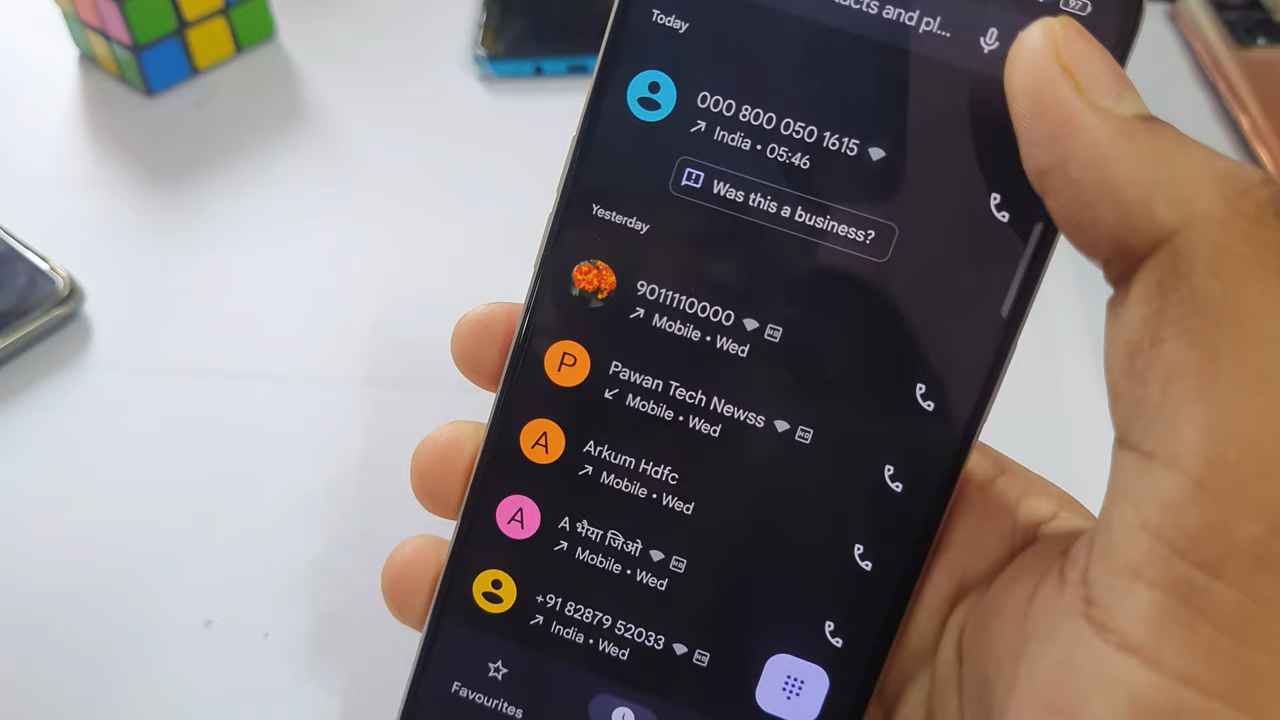 97
and pl...
Today
000 800 050 1615
India • 05:46
Was this a business?
Yesterday
9011110000
Mobile • Wed
P
Pawan Tech Newss
Mobile • Wed
A
Arkum Hdfc
Mobile • Wed
A
A भैया जिओ
Mobile • Wed
+91 82879 52033
India • Wed
Favourites